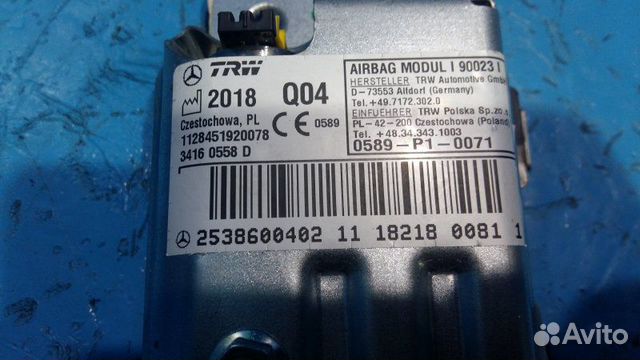 TRW
2018 Q04
Czestochowa, PL
1128451920078
3416 0558 D
0589
AIRBAG MODUL I 90023 I
HERSTELLER TRW Automotive GmbH
D-73553 Alfdorf (Germany)
Tel.+49.7172.302.0
EINFUEHRER TRW Polska Sp.zo.o
PL-42-200 Czestochowa (Poland)
Tel.+48.34.343.1003
0589-P1-0071
2538600402 11 18218 0081 1
Avito